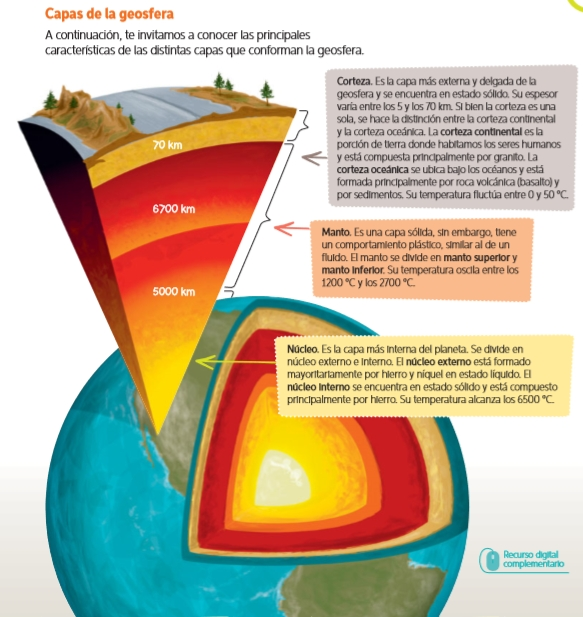 Capas de la geosfera
A continuación, te invitamos a conocer las principales
características de las distintas capas que conforman la geosfera.
Corteza. Es la capa más externa y delgada de la
geosfera y se encuentra en estado sólido. Su espesor
varía entre los 5 y los 70 km. Si bien la corteza es una
sola, se hace la distinción entre la corteza continental
y la corteza oceánica. La corteza continental es la
porción de tierra donde habitamos los seres humanos
y está compuesta principalmente por granito. La
corteza oceánica se ubica bajo los océanos y está
formada principalmente por roca volcánica (basalto) y
por sedimentos. Su temperatura fluctúa entre 0 y 50 °C.
70 km
6700 km
5000 km
Manto. Es una capa sólida, sin embargo, tiene
un comportamiento plástico, similar al de un
fluido. El manto se divide en manto superior y
manto inferior. Su temperatura oscila entre los
1200 °C y los 2700 °C.
Núcleo. Es la capa más interna del planeta. Se divide en
núcleo externo e interno. El núcleo externo está formado
mayoritariamente por hierro y níquel en estado líquido. El
núcleo interno se encuentra en estado sólido y está compuesto
principalmente por hierro. Su temperatura alcanza los 6500 °C.
Recurso digital
complementario